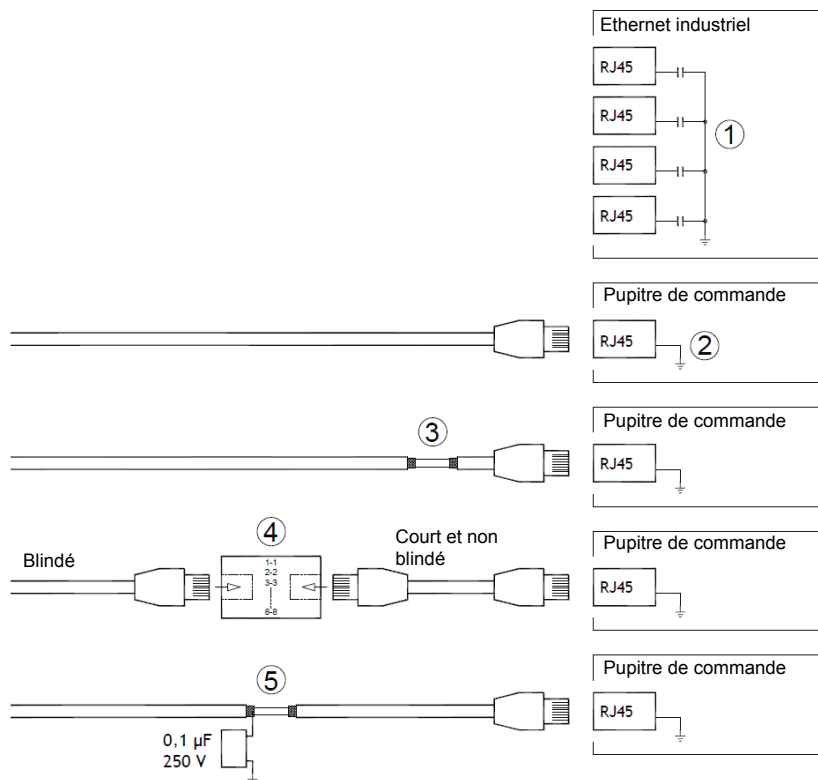 Ethernet industriel
RJ45
RJ45
①
RJ45
RJ45
Pupitre de commande
RJ45
②
Pupitre de commande
③
RJ45
Pupitre de commande
④
Court et non
blindé
Blindé
1-1
2-2
3-3
8-8
RJ45
Pupitre de commande
⑤
RJ45
0,1 µF
250 V